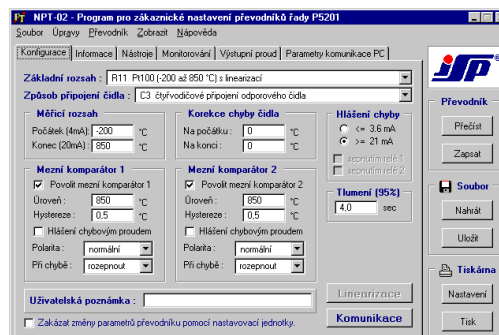 NPT-02 - Program pro zákaznické nastavení převodníků řady P5201
Soubor Úpravy Převodník Zobrazit Nápověda
Konfigurace Informace Nástroje Monitorování Výstupní proud Parametry komunikace PC
Základní rozsah : R11 Pt100 (-200 až 850 °C) s linearizací
Způsob připojení čidla : C3 čtyřvodičové připojení odporového čidla
Měřicí rozsah
Počátek (4mA) -200 °C
Konec (20mA) : 850 °C
Korekce chyby čidla
Na počátku : 0 °C
Na konci : 0 °C
Hlášení chyby
<= 3.6 mA
>= 21 mA
sepnutím relé 1
sepnutím relé 2
Mezní komparátor 1
Povolit mezní komparátor 1
Úroveň : 850 °C
Hystereze : 0,5 °C
Hlášení chybovým proudem
Polarita : normální
Při chybě : rozepnout
Mezní komparátor 2
Povolit mezní komparátor 2
Úroveň : 850 °C
Hystereze : 0,5 °C
Hlášení chybovým proudem
Polarita : normální
Při chybě : rozepnout
Tlumení (95%)
4,0 sec
Uživatelská poznámka :
Zakázat změny parametrů převodníku pomocí nastavovací jednotky.
Linearizace
Komunikace
JSP ®
Převodník
Přečíst
Zapsat
Soubor
Nahrát
Uložit
Tiskárna
Nastavení
Tisk